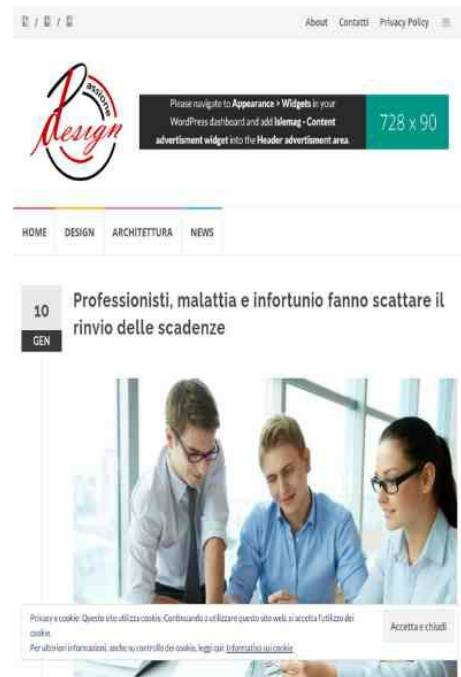 About Contatti Privacy Policy
Passione
Design
Please navigate to Appearance > Widgets in your
WordPress dashboard and add Islemag - Content
advertisment widget into the Header advertisment area.
728 x 90
HOME DESIGN ARCHITETTURA NEWS
10
GEN
Professionisti, malattia e infortunio fanno scattare il
rinvio delle scadenze
Privacy e cookie: Questo sito utilizza cookie. Continuando a utilizzare questo sito web, si accetta l'utilizzo dei
cookie.
Per ulteriori informazioni, anche su controllo dei cookie, leggi qui: Informativa sui cookie
Accetta e chiudi